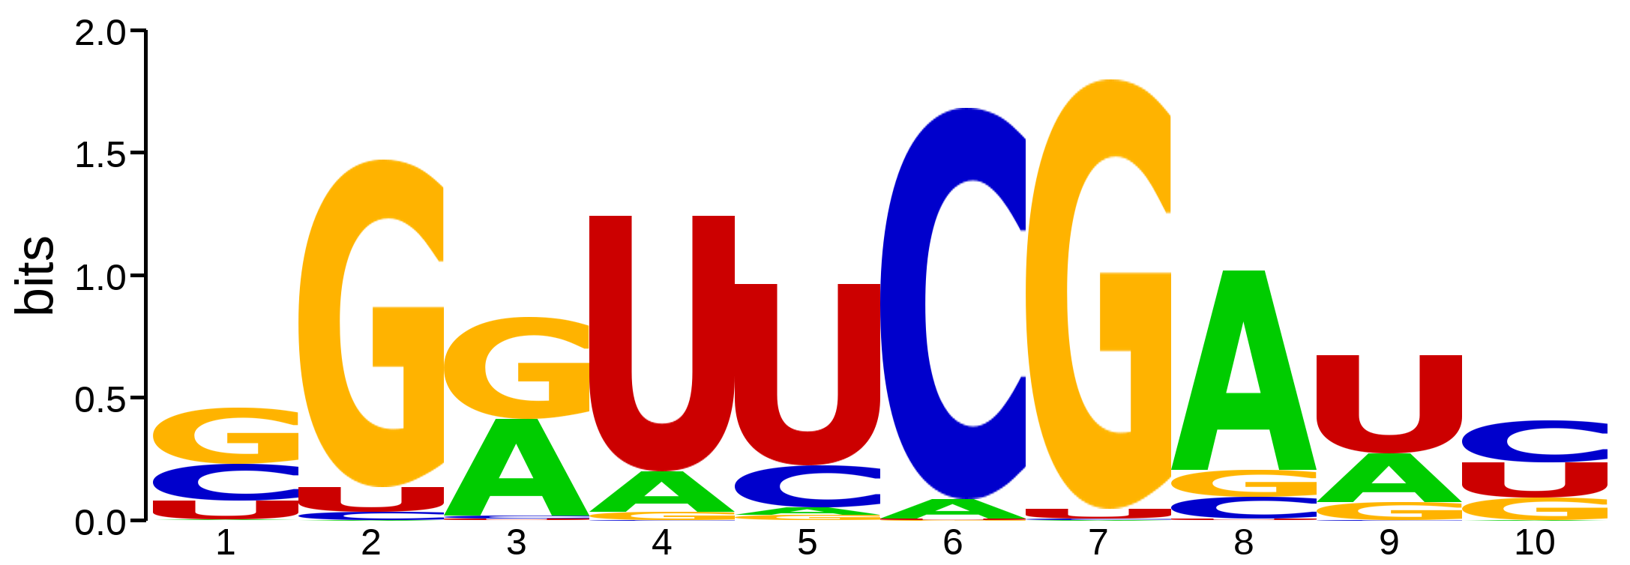 2.0
1.5
1.0
0.5
0.0
bits
G G G U U C G A U C
C U A A C A U G A U
U C A G C G G
G G
1 2 3 4 5 6 7 8 9 10